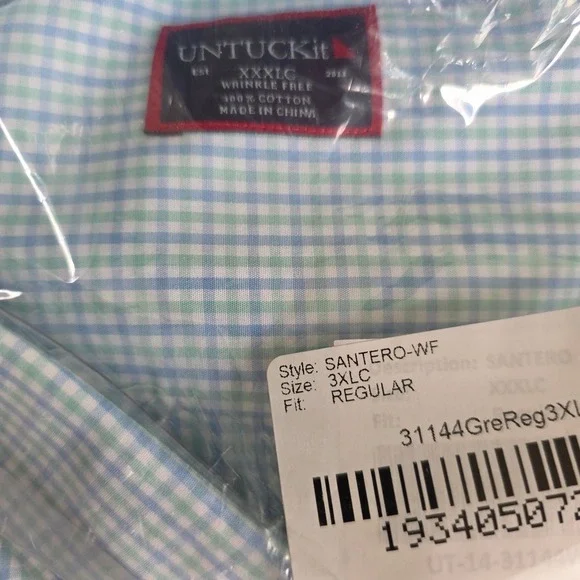 UNTUCKit
EST XXXLC
WRINKLE FREE
100% COTTON
MADE IN CHINA
Style: SANTERO-WF
Size: 3XLC
Fit: REGULAR
31144GreReg3XL
193405072